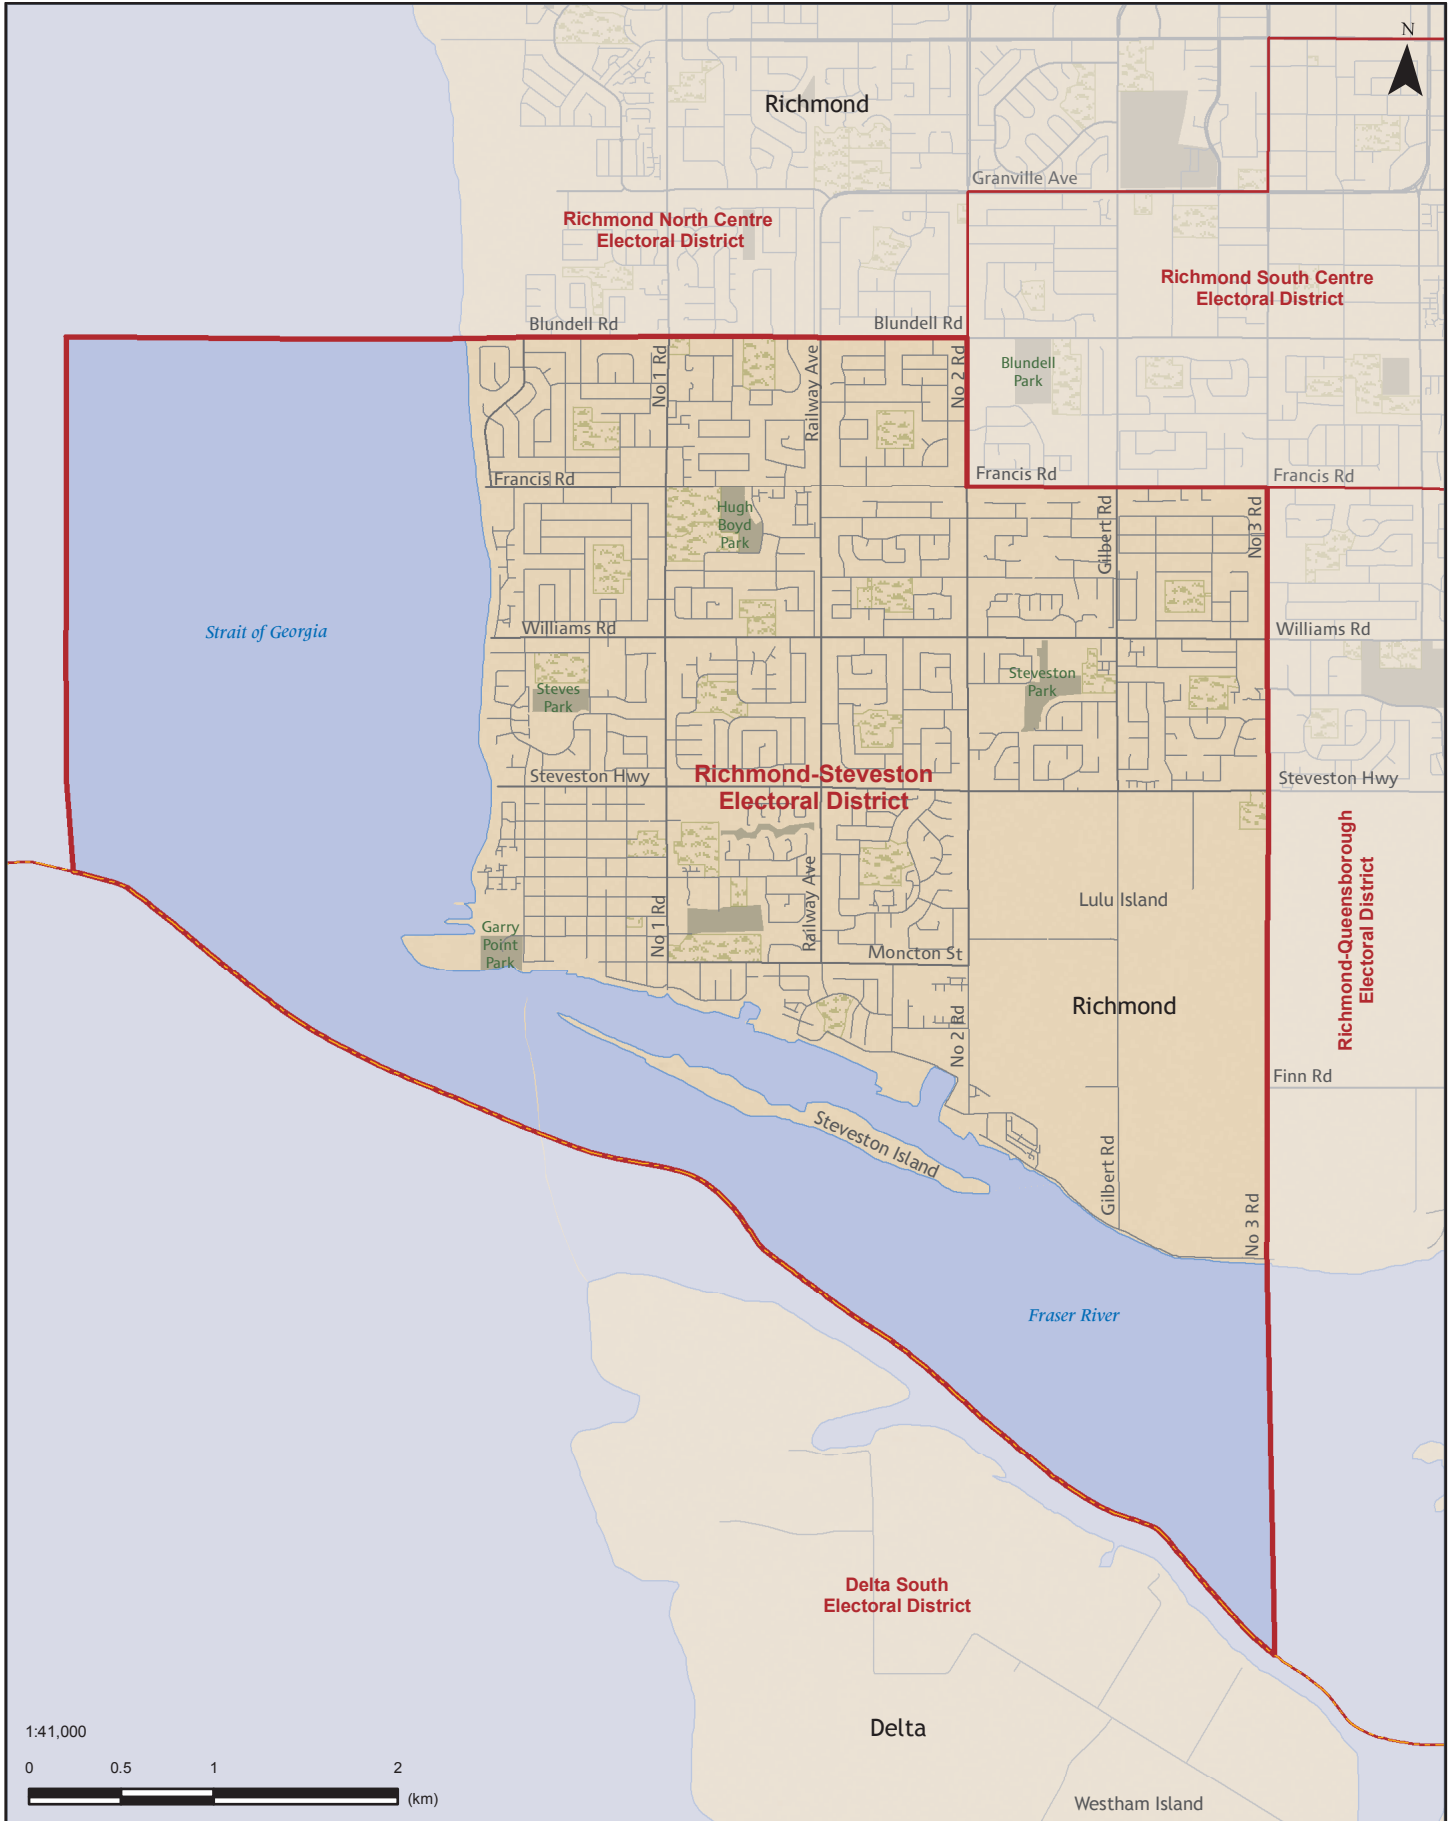 N
Richmond
Granville Ave
Richmond North Centre
Electoral District
Richmond South Centre
Electoral District
Blundell Rd
Blundell Rd
No 1 Rd
Railway Ave
No 2 Rd
Blundell
Park
Francis Rd
Francis Rd
Francis Rd
Hugh
Boyd
Park
Gilbert Rd
No 3 Rd
Strait of Georgia
Williams Rd
Williams Rd
Steves
Park
Steveston
Park
Steveston Hwy
Richmond-Steveston
Electoral District
Steveston Hwy
Richmond-Queensborough
Electoral District
Railway Ave
Lulu Island
No 1 Rd
Garry
Point
Park
Moncton St
Richmond
No 2 Rd
Finn Rd
Steveston Island
Gilbert Rd
No 3 Rd
Fraser River
Delta South
Electoral District
Delta
1:41,000
0 0.5 1 2
(km)
Westham Island